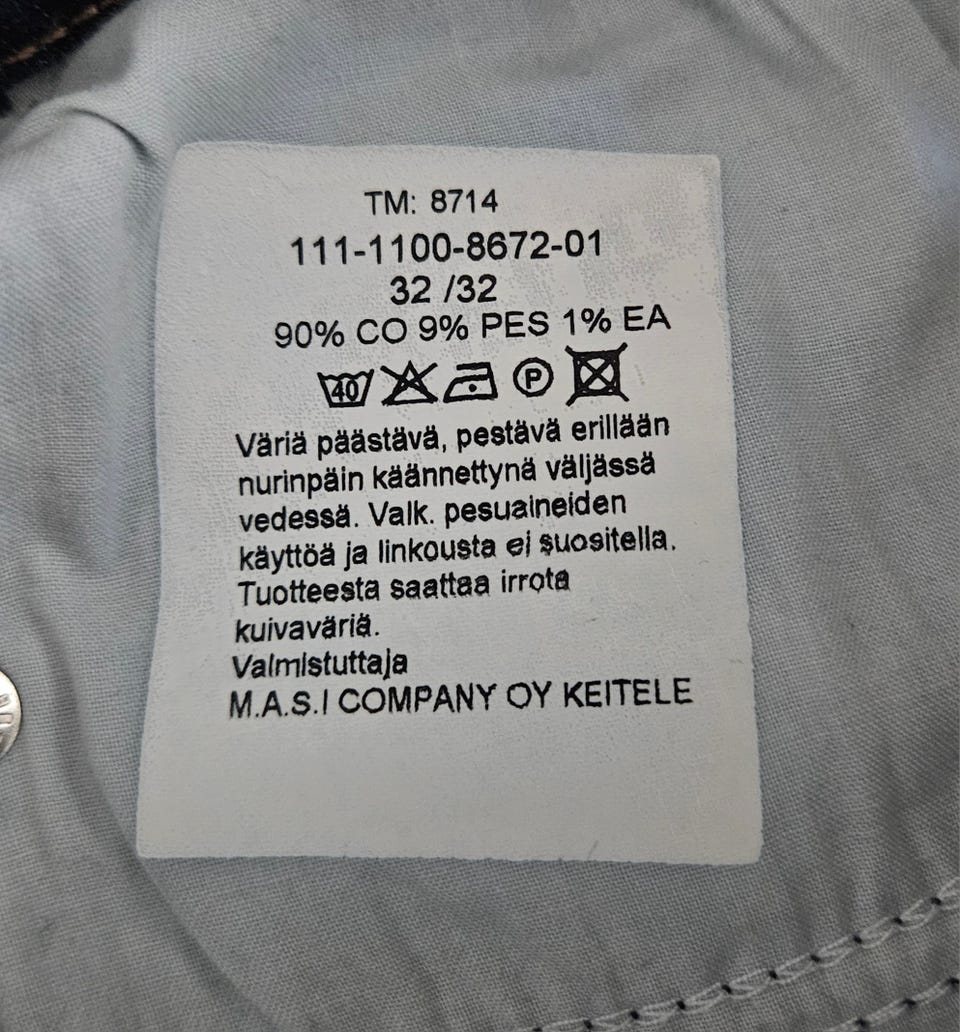 TM: 8714
111-1100-8672-01
32 /32
90% CO 9% PES 1% EA
40 P
Väriä päästävä, pestävä erillään
nurinpäin käännettynä väljässä
vedessä. Valk. pesuaineiden
käyttöä ja linkousta ei suositella.
Tuotteesta saattaa irrota
kuivaväriä.
Valmistuttaja
M.A.S.I COMPANY OY KEITELE